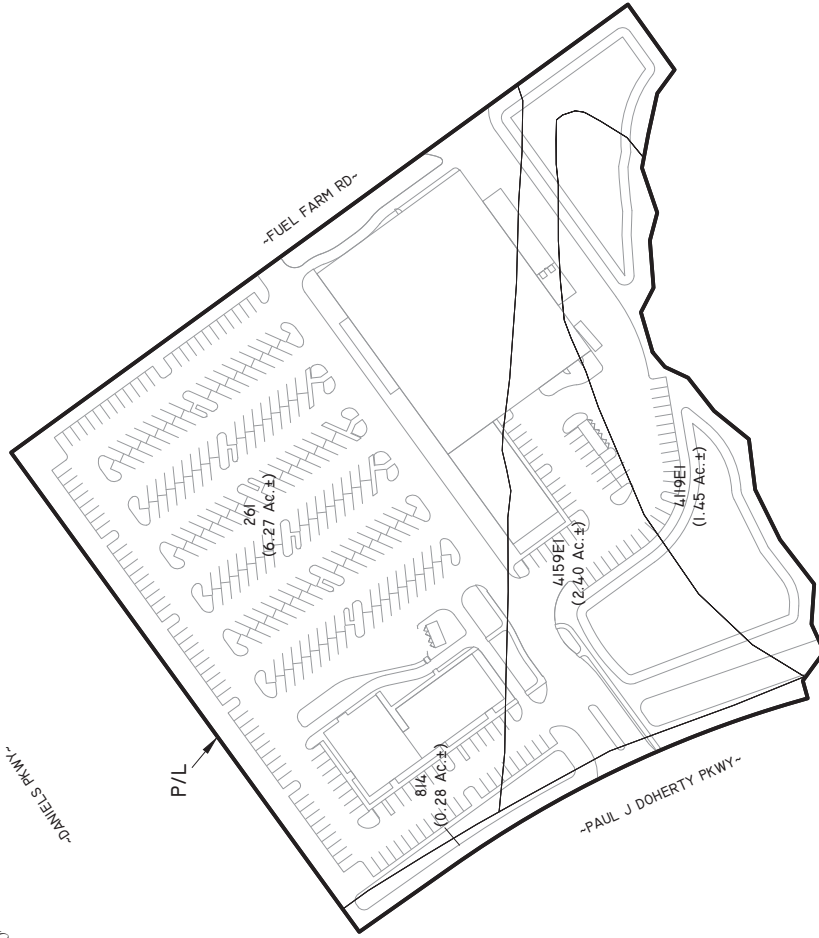 ~FUEL FARM RD~
261
(6.27 Ac.±)
4119E1
(1.45 Ac.±)
4159E1
(2.40 Ac.±)
~DANIELS PKWY~
P/L
814
(0.28 Ac.±)
~PAUL J DOHERTY PKWY~